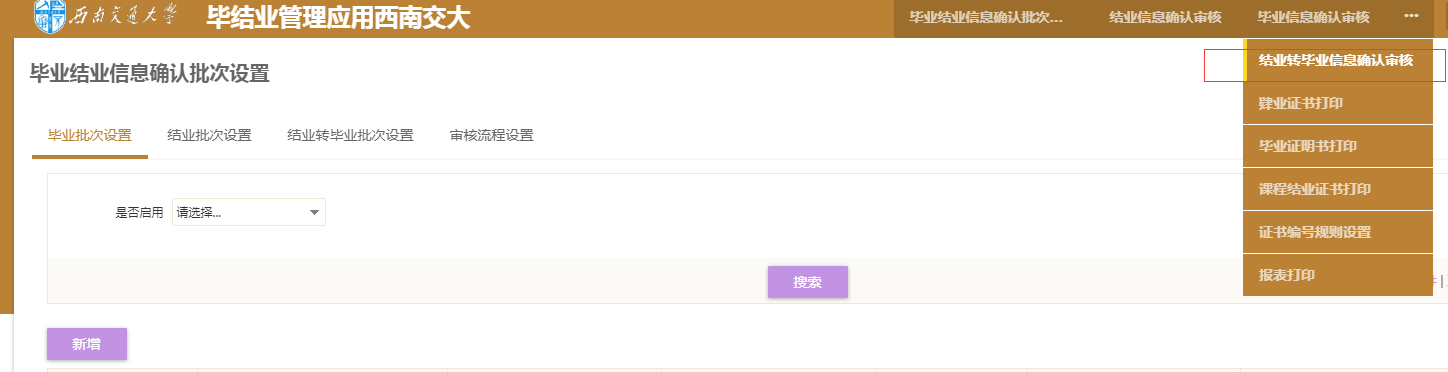 西南交通大学 毕结业管理应用西南交大 毕业结业信息确认批次... 结业信息确认审核 毕业信息确认审核 •••
毕业结业信息确认批次设置
结业转毕业信息确认审核
肆业证书打印
毕业批次设置 结业批次设置 结业转毕业批次设置 审核流程设置
毕业证明书打印
课程结业证书打印
是否启用 请选择...
证书编号规则设置
报表打印
搜索
新增